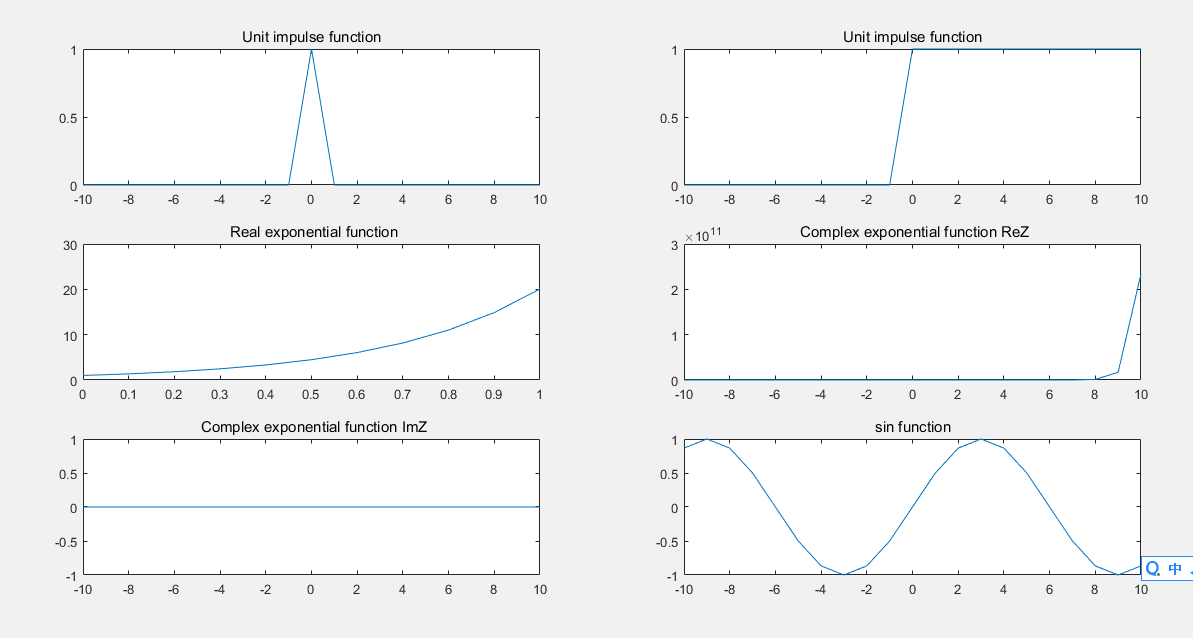 Unit impulse function
1
0.5
0
-10 -8 -6 -4 -2 0 2 4 6 8 10
Unit impulse function
1
0.5
0
-10 -8 -6 -4 -2 0 2 4 6 8 10
Real exponential function
30
20
10
0
0 0.1 0.2 0.3 0.4 0.5 0.6 0.7 0.8 0.9 1
×10¹¹
Complex exponential function ReZ
3
2
1
0
-10 -8 -6 -4 -2 0 2 4 6 8 10
Complex exponential function ImZ
1
0.5
0
-0.5
-1
-10 -8 -6 -4 -2 0 2 4 6 8 10
sin function
1
0.5
0
-0.5
-1
-10 -8 -6 -4 -2 0 2 4 6 8 10
中